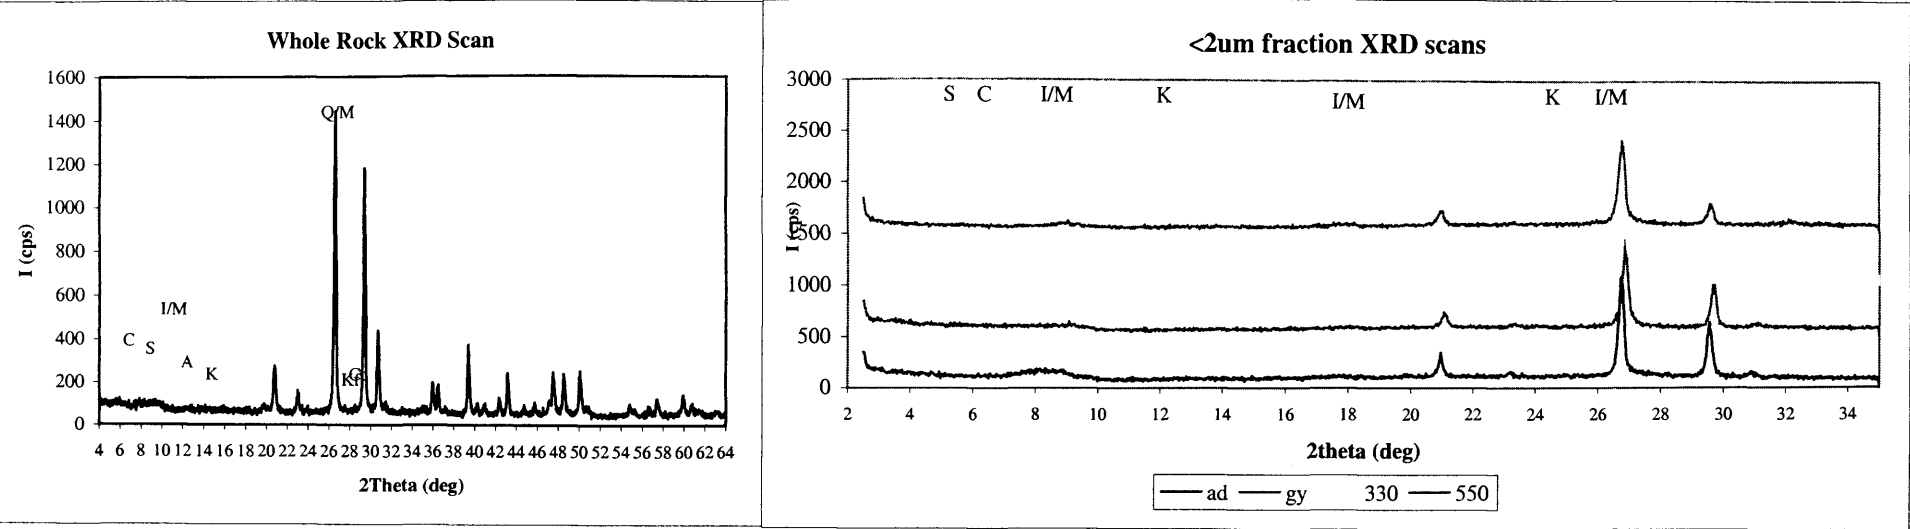 Whole Rock XRD Scan
1600
1400
1200
1000
800
600
400
200
0
I (cps)
Q/M
I/M
C
S
A
K
4 6 8 10 12 14 16 18 20 22 24 26 28 30 32 34 36 38 40 42 44 46 48 50 52 54 56 58 60 62 64
2Theta (deg)
<2um fraction XRD scans
3000
2500
2000
1500
1000
500
0
I (cps)
S C I/M K I/M K I/M
2 4 6 8 10 12 14 16 18 20 22 24 26 28 30 32 34
2theta (deg)
ad gy 330 550